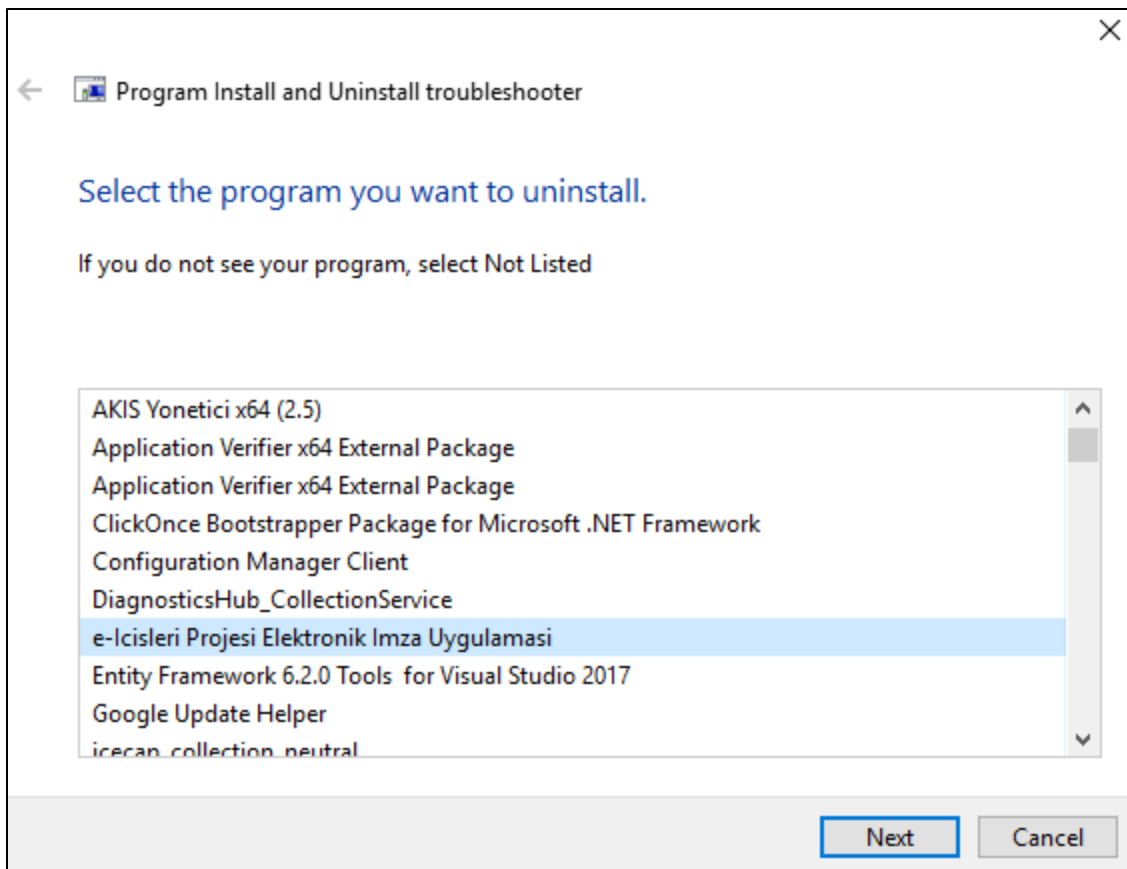 Program Install and Uninstall troubleshooter
Select the program you want to uninstall.
If you do not see your program, select Not Listed
AKIS Yonetici x64 (2.5)
Application Verifier x64 External Package
Application Verifier x64 External Package
ClickOnce Bootstrapper Package for Microsoft .NET Framework
Configuration Manager Client
DiagnosticsHub_CollectionService
e-Icisleri Projesi Elektronik Imza Uygulamasi
Entity Framework 6.2.0 Tools  for Visual Studio 2017
Google Update Helper
icecap_collection_neutral
Next
Cancel